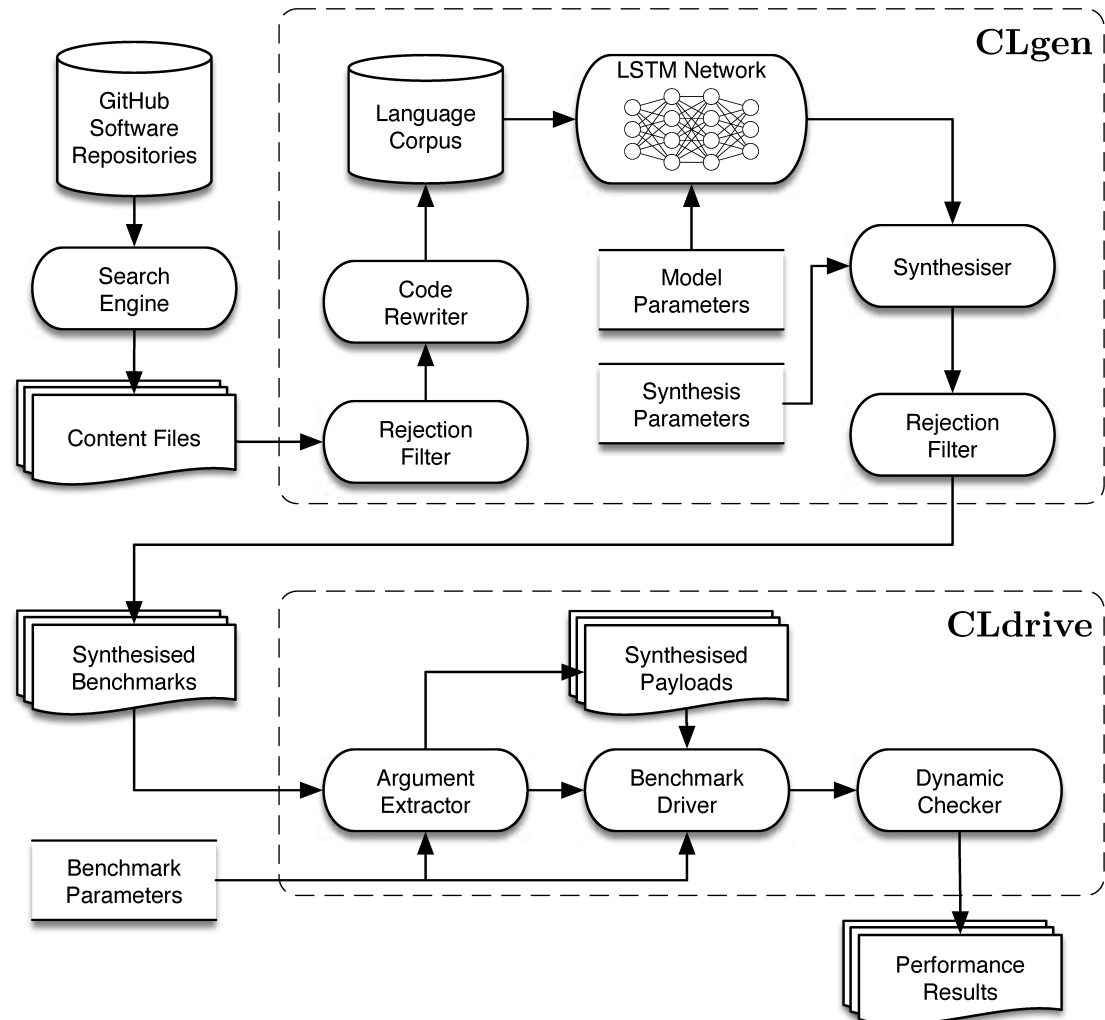 CLgen
GitHub
Software
Repositories
Language
Corpus
LSTM Network
Search
Engine
Code
Rewriter
Model
Parameters
Synthesiser
Content Files
Rejection
Filter
Synthesis
Parameters
Rejection
Filter
CLdrive
Synthesised
Benchmarks
Synthesised
Payloads
Argument
Extractor
Benchmark
Driver
Dynamic
Checker
Benchmark
Parameters
Performance
Results